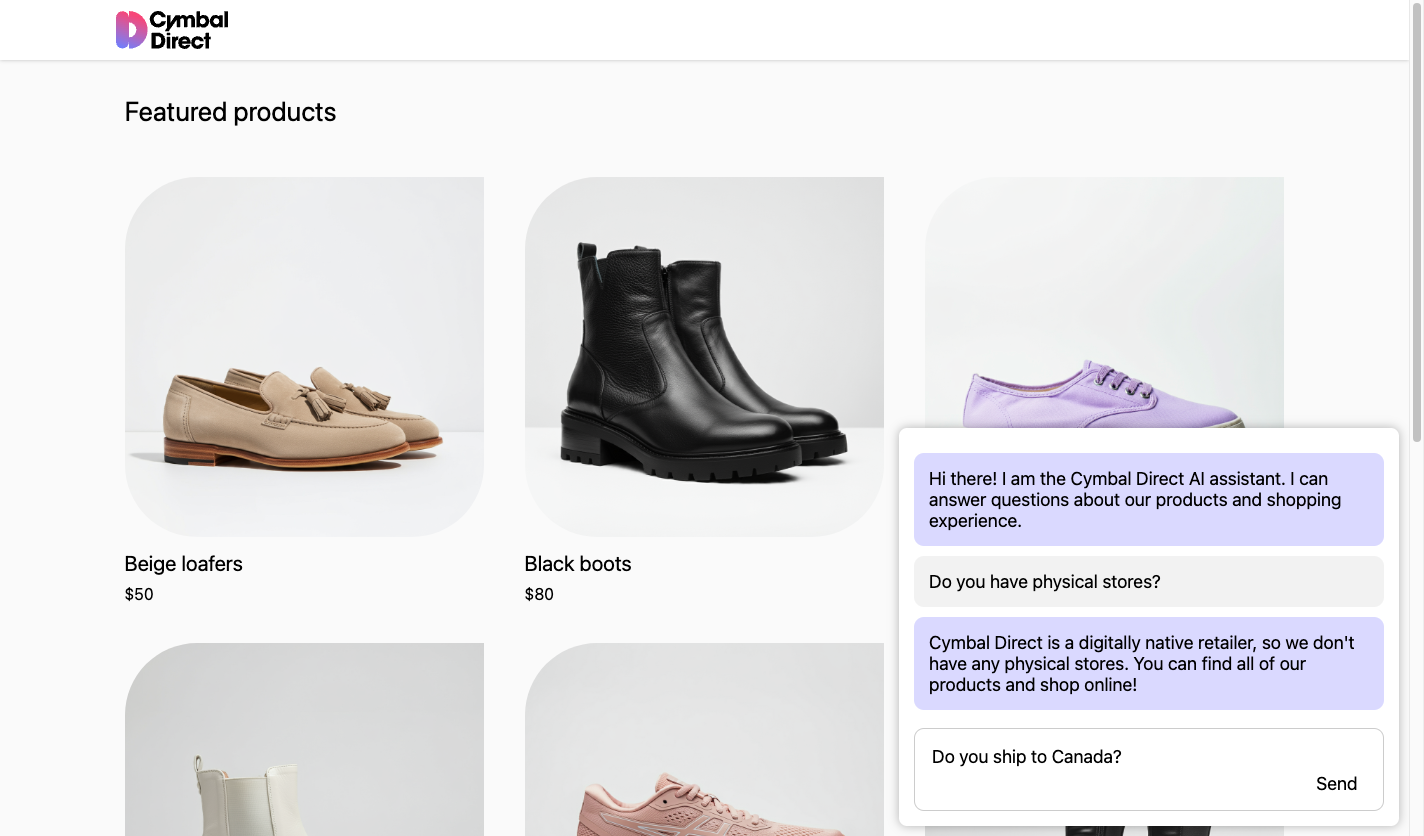 Cymbal
Direct
Featured products
Beige loafers
$50
Black boots
$80
Hi there! I am the Cymbal Direct AI assistant. I can
answer questions about our products and shopping
experience.
Do you have physical stores?
Cymbal Direct is a digitally native retailer, so we don't
have any physical stores. You can find all of our
products and shop online!
Do you ship to Canada?
Send